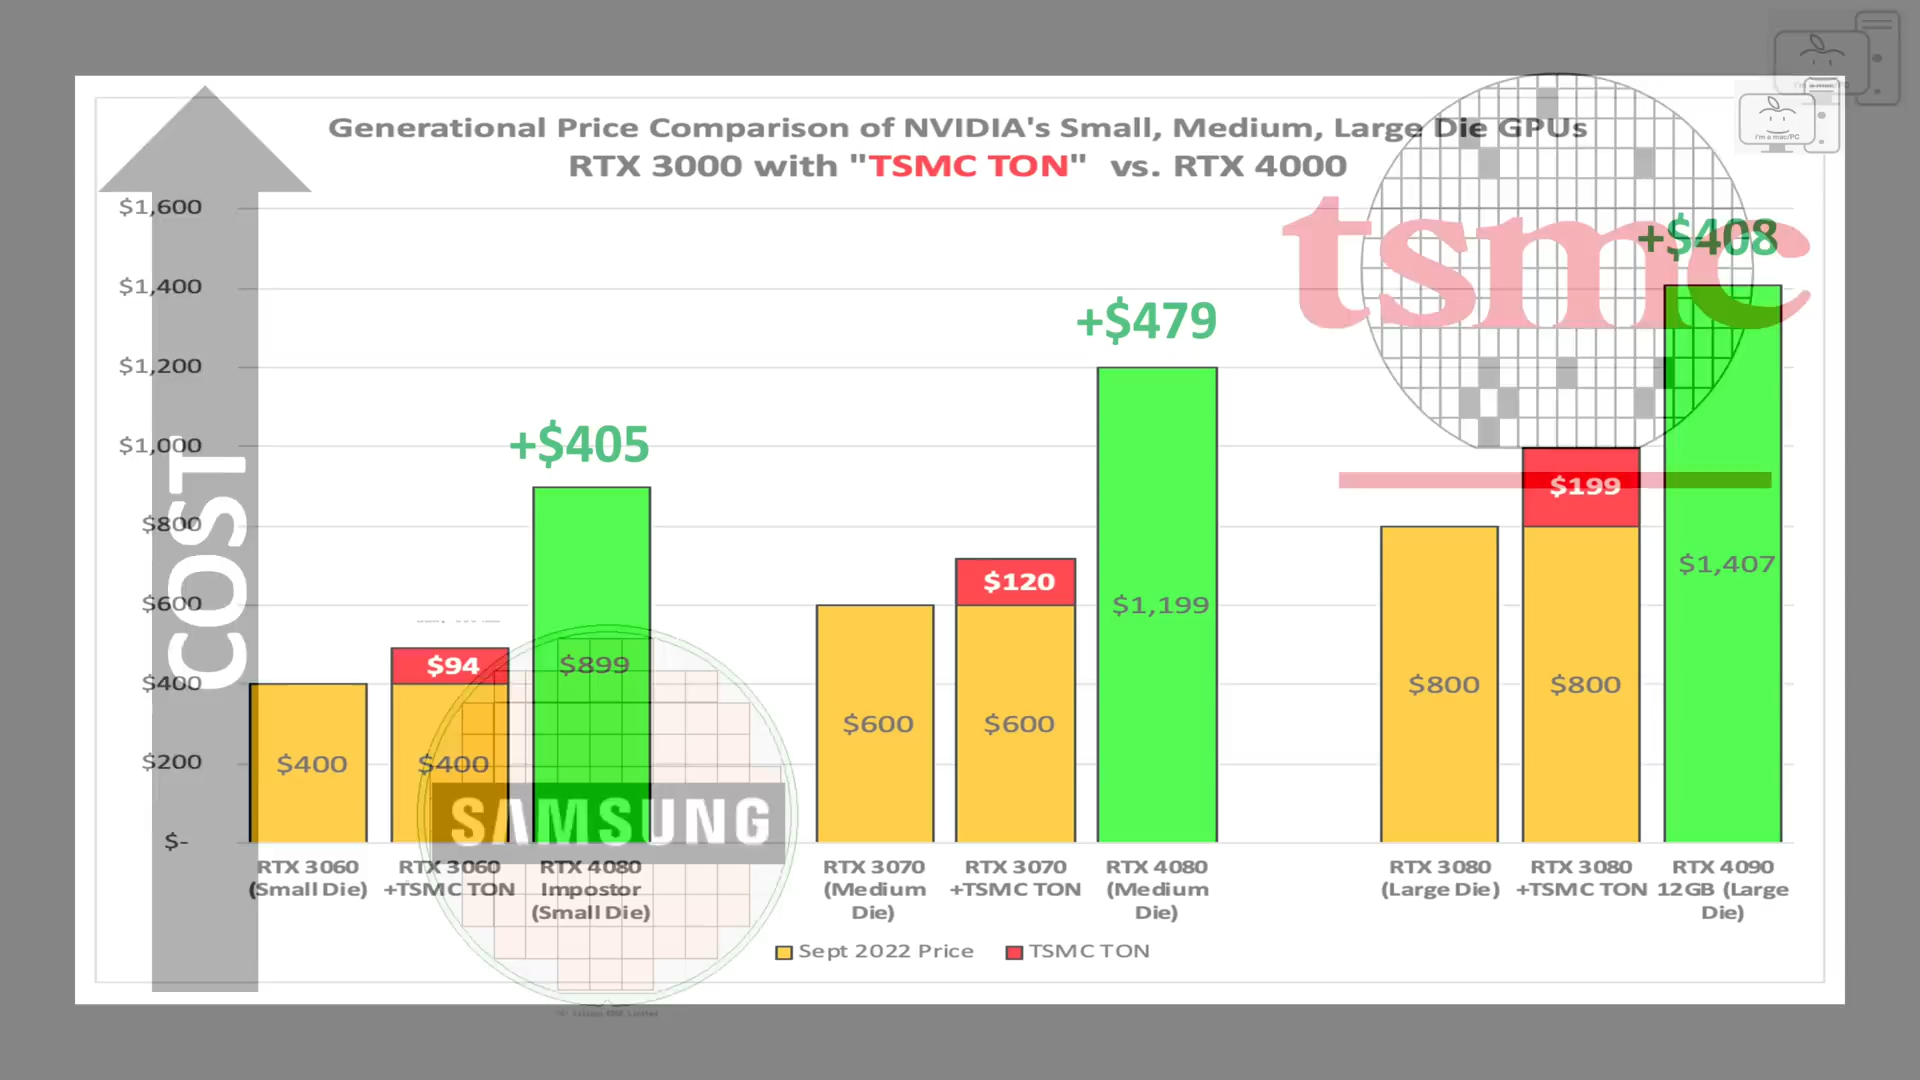 Generational Price Comparison of NVIDIA's Small, Medium, Large Die GPUs
RTX 3000 with "TSMC TON" vs. RTX 4000
$1,600
$1,400
$1,200
$1,000
$800
$600
$400
$200
$-
COST
+$405
+$479
+$408
tsmc
$400
$94
$400
$899
$600
$120
$600
$1,199
$800
$199
$800
$1,407
SAMSUNG
RTX 3060
(Small Die)
RTX 3060
+TSMC TON
RTX 4080
Impostor
(Small Die)
RTX 3070
(Medium
Die)
RTX 3070
+TSMC TON
RTX 4080
(Medium
Die)
RTX 3080
(Large Die)
RTX 3080
+TSMC TON
RTX 4090
12GB (Large
Die)
Sept 2022 Price
TSMC TON
I'm a mac/PC